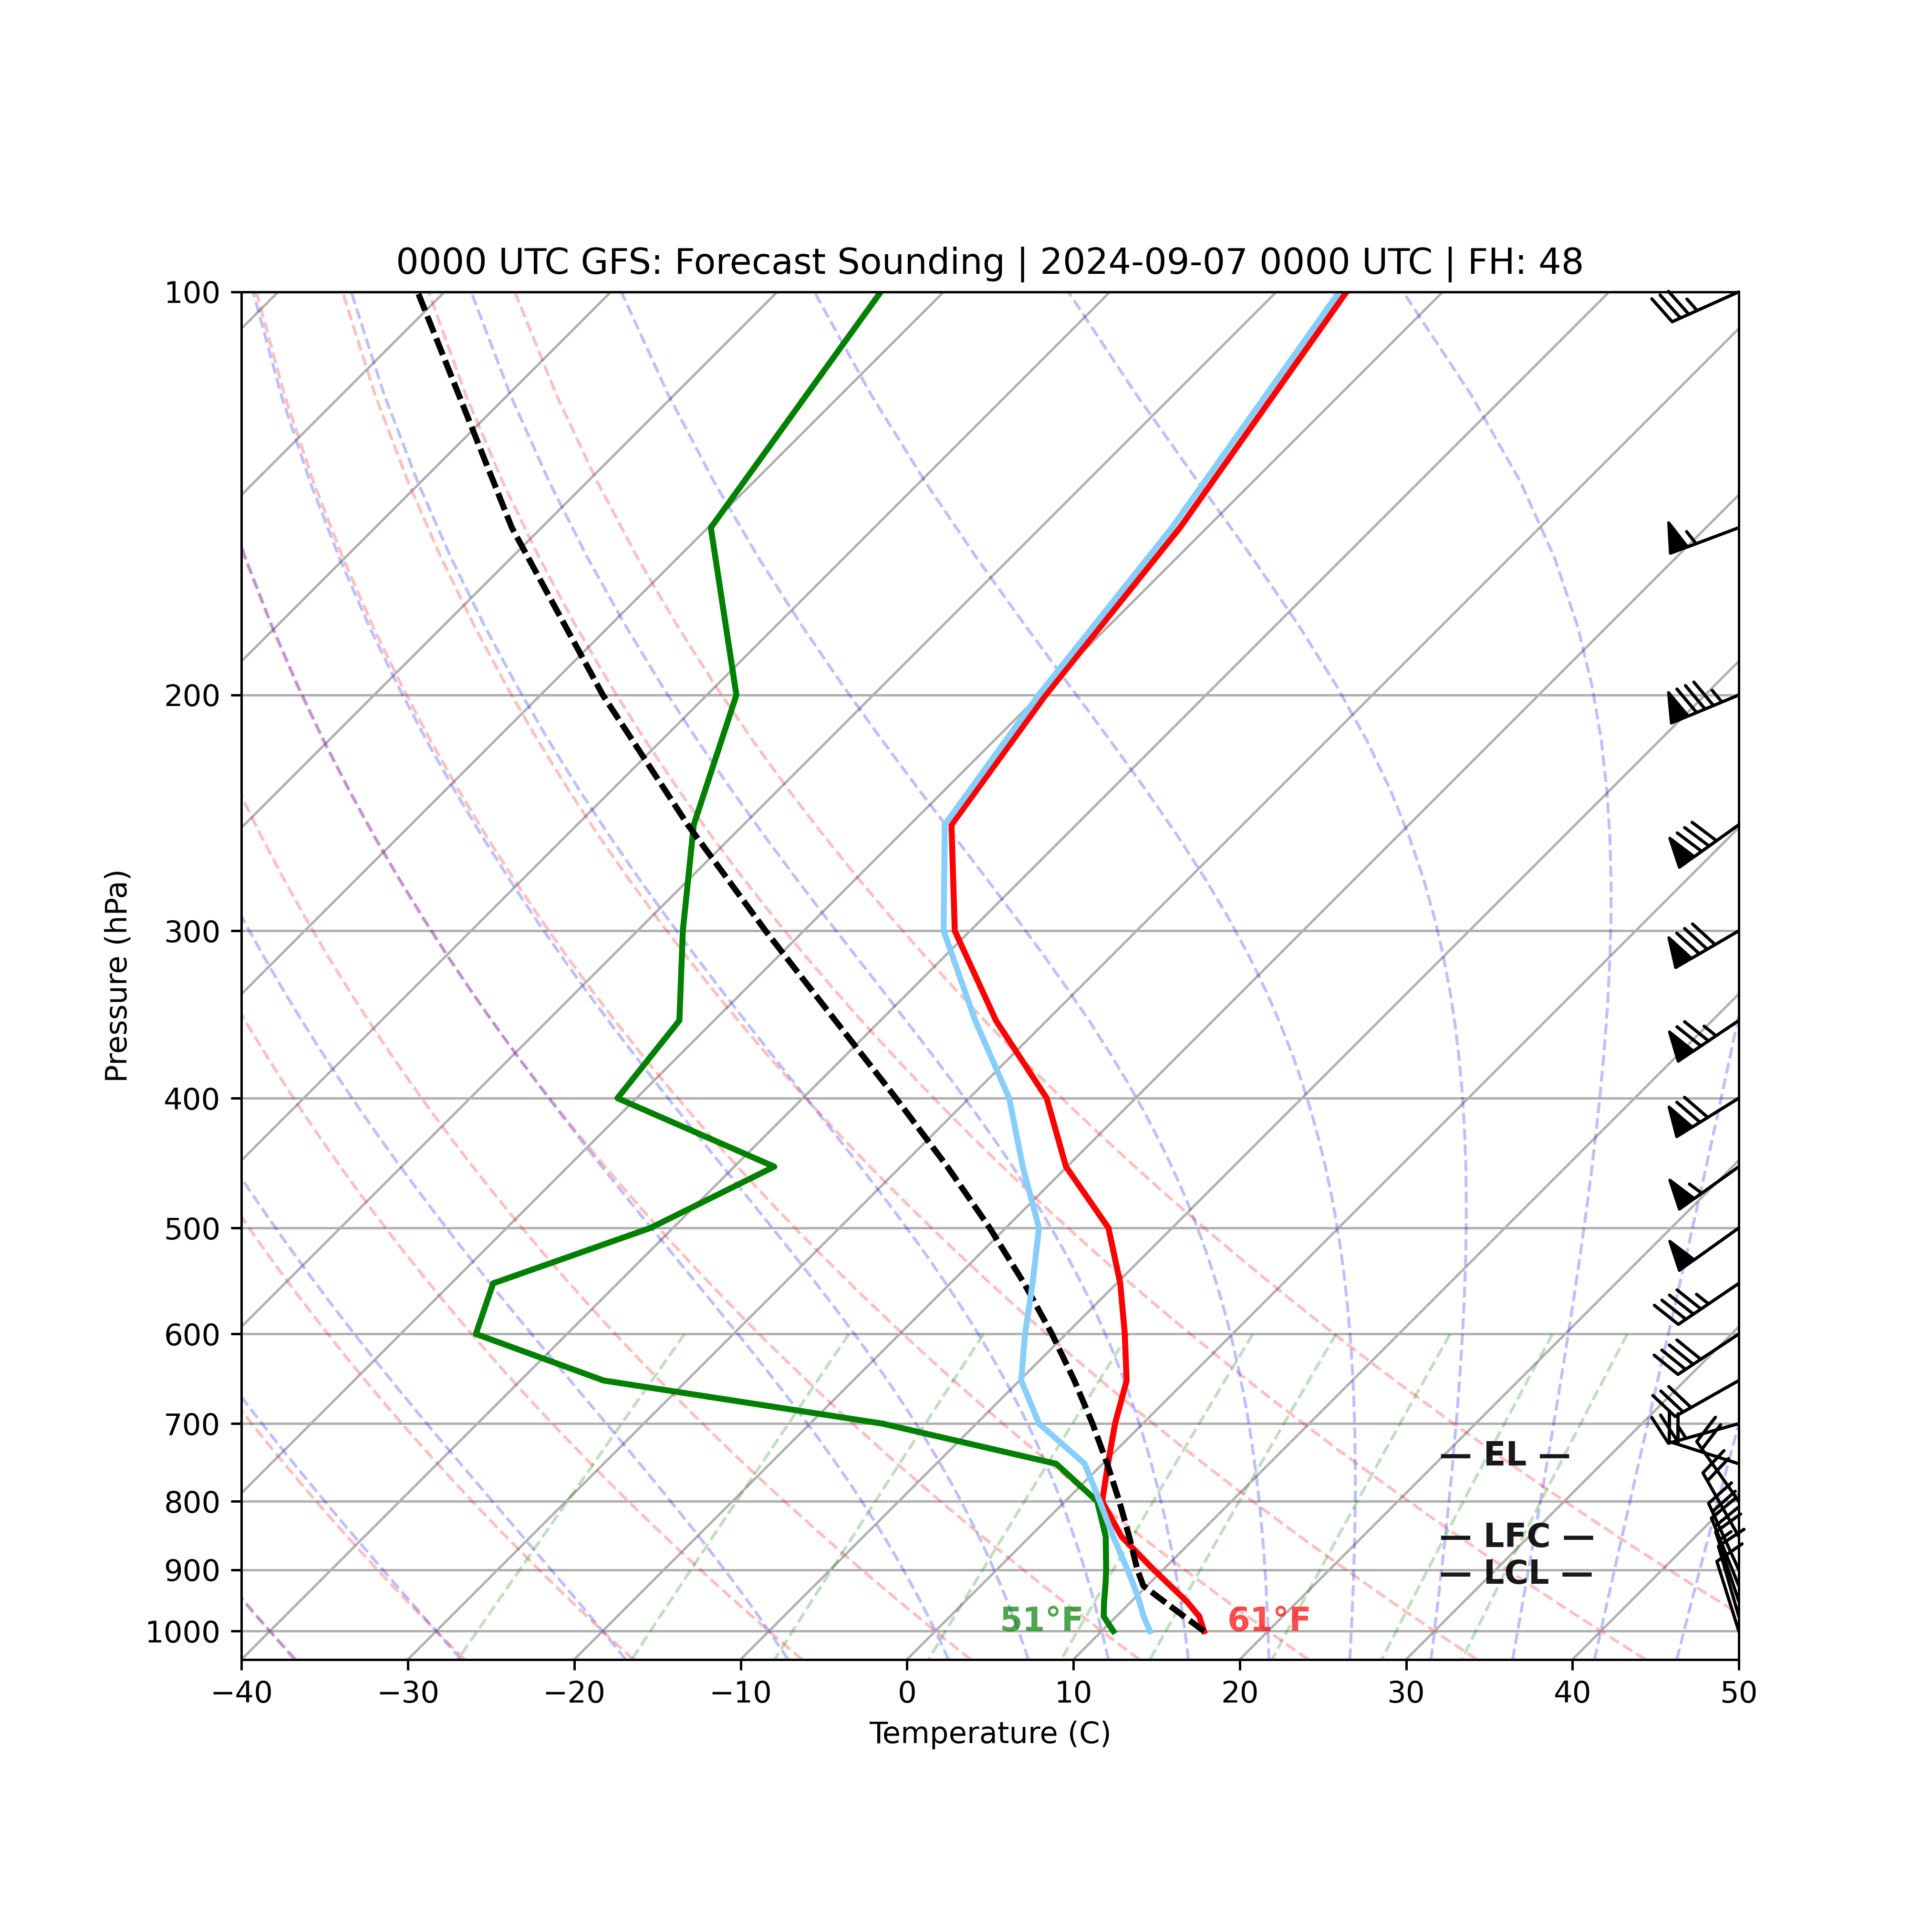 0000 UTC GFS: Forecast Sounding | 2024-09-07 0000 UTC | FH: 48
100
200
300
400
500
600
700
800
900
1000
Pressure (hPa)
— EL —
— LFC —
— LCL —
51°F
61°F
−40 −30 −20 −10 0 10 20 30 40 50
Temperature (C)